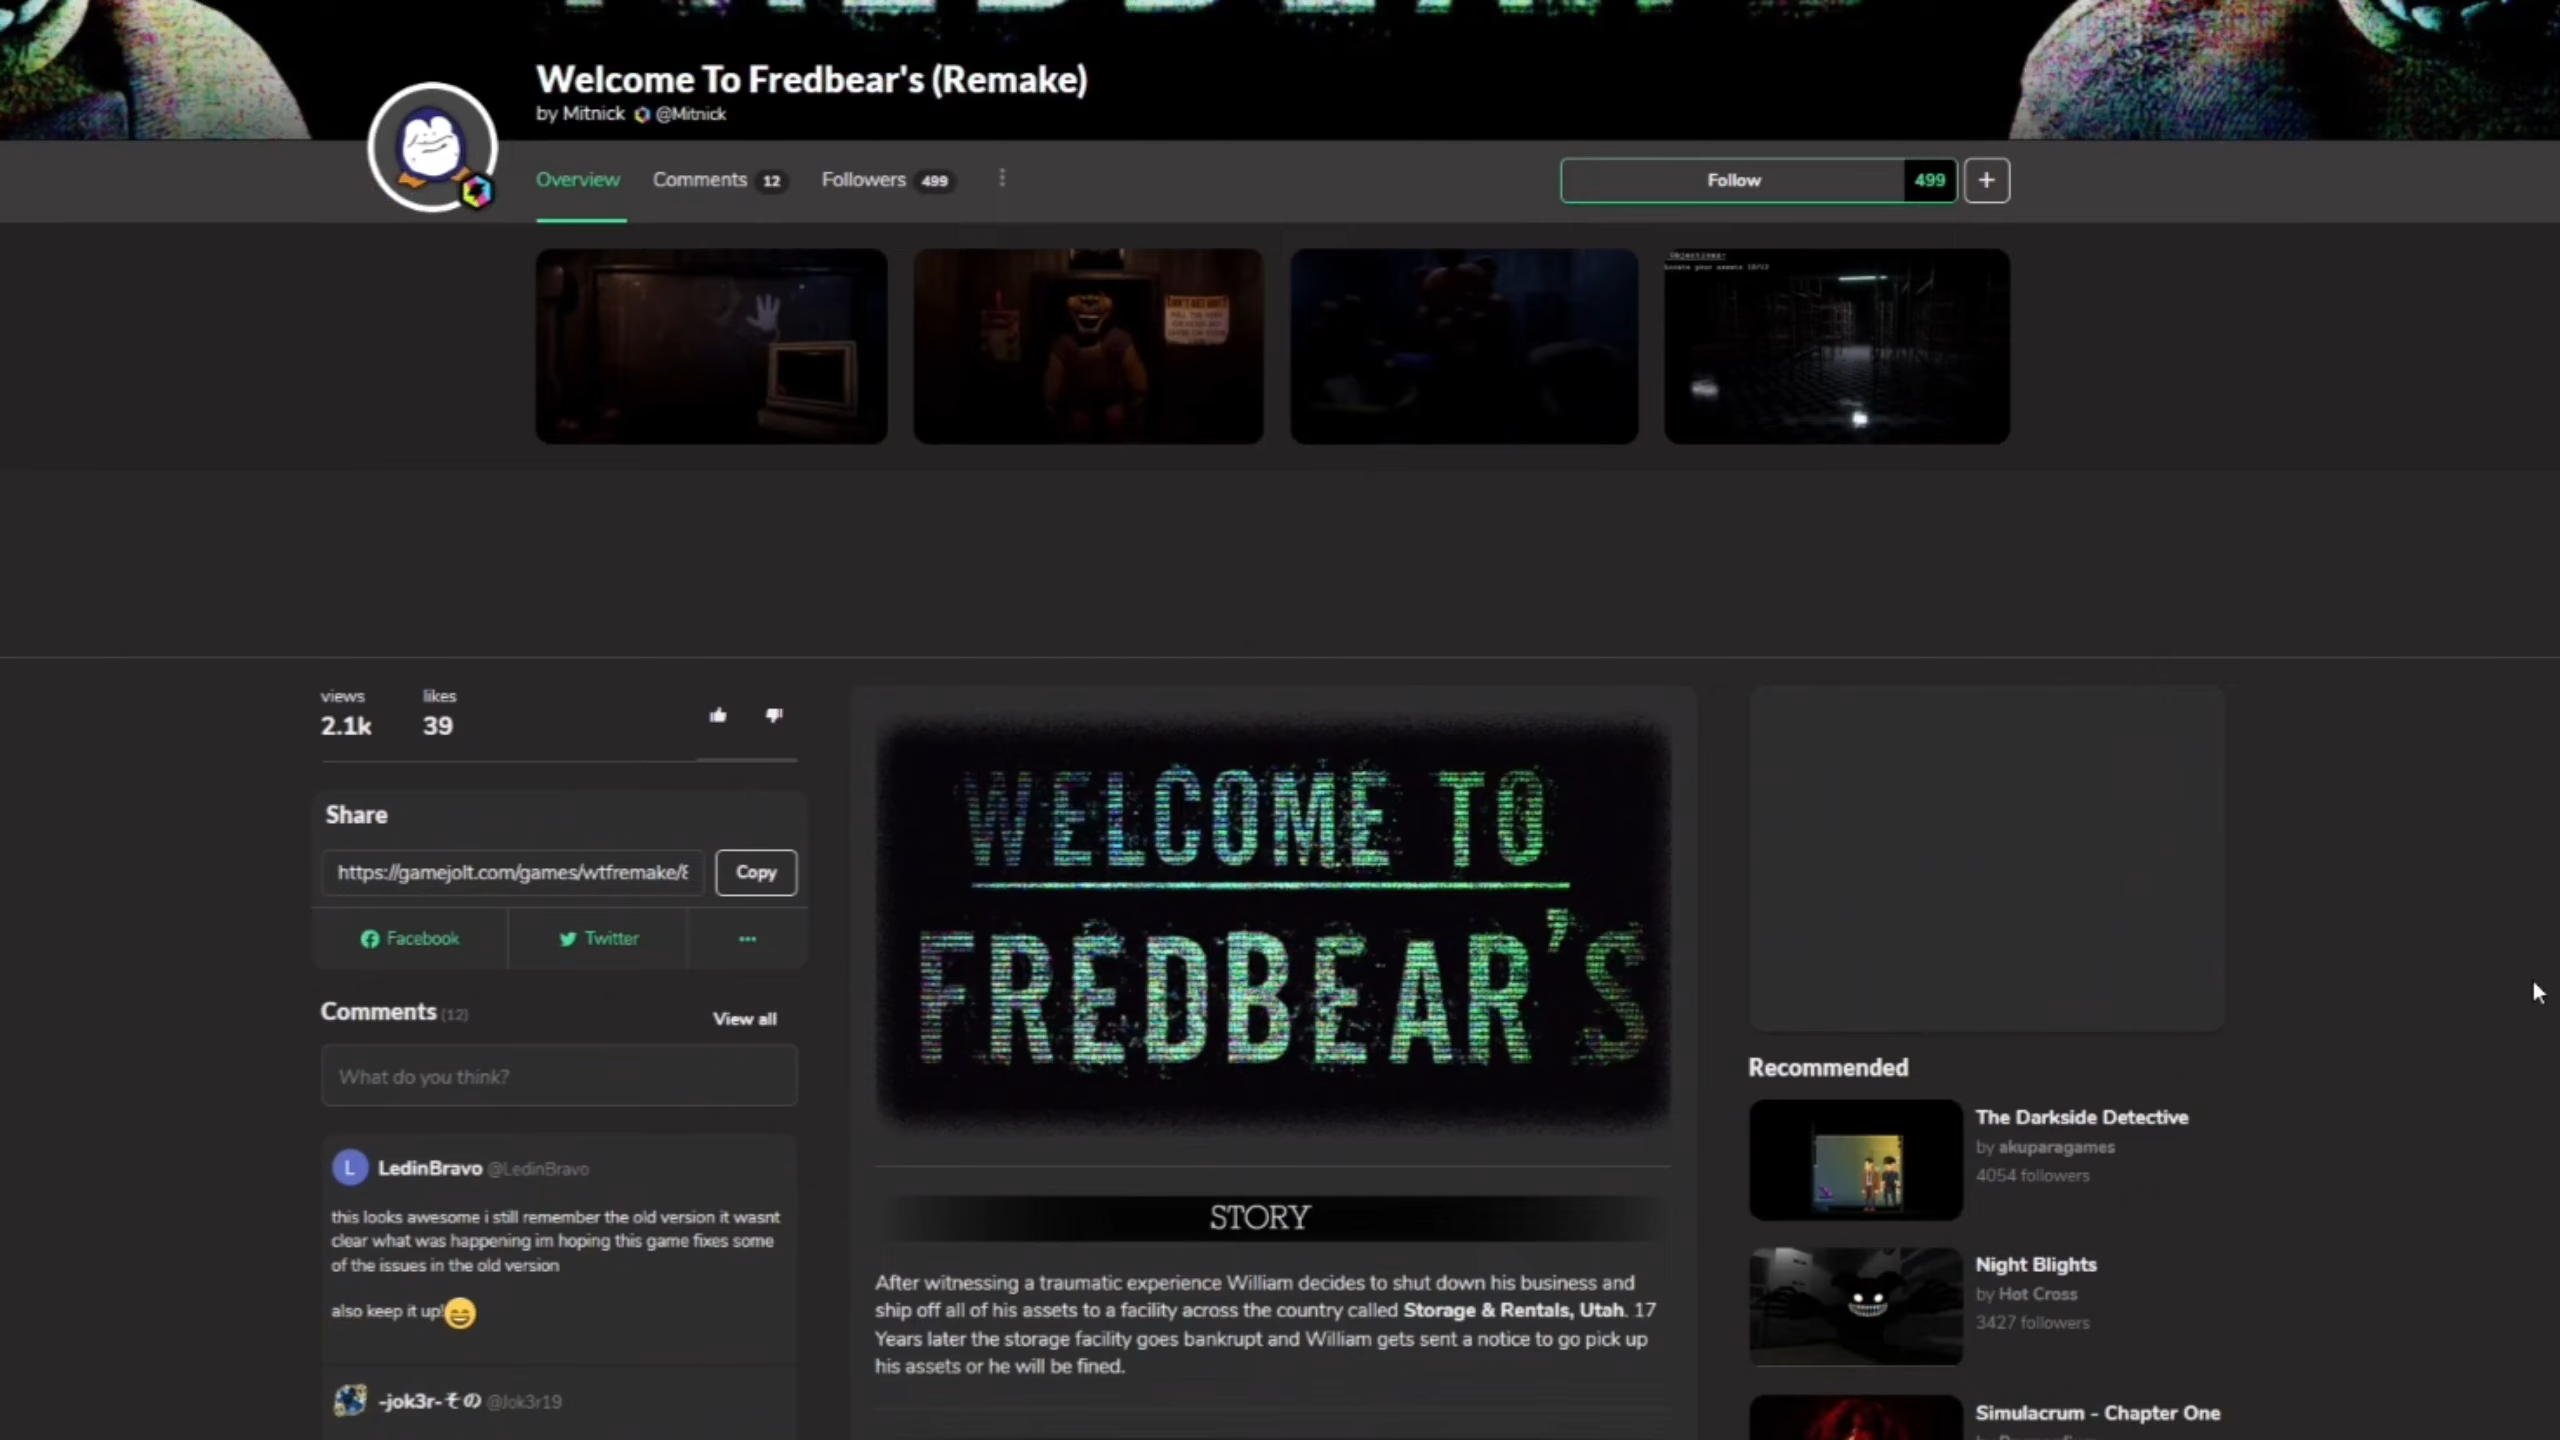 Welcome To Fredbear's (Remake)
by Mitnick @Mitnick
Overview
Comments 12
Followers 499
Follow 499
Objectives:
Locate your assets
views
2.1k
likes
39
Share
https://gamejolt.com/games/wtfremake/
Copy
Facebook
Twitter
Comments (12)
View all
What do you think?
L
LedinBravo @LedinBravo
this looks awesome i still remember the old version it wasnt
clear what was happening im hoping this game fixes some
of the issues in the old version
also keep it up!
-jok3r-その @Jok3r19
WELCOME TO
FREDBEAR'S
STORY
After witnessing a traumatic experience William decides to shut down his business and
ship off all of his assets to a facility across the country called Storage & Rentals, Utah. 17
Years later the storage facility goes bankrupt and William gets sent a notice to go pick up
his assets or he will be fined.
Recommended
The Darkside Detective
by akuparagames
4054 followers
Night Blights
by Hot Cross
3427 followers
Simulacrum - Chapter One